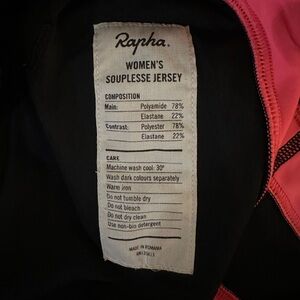 Rapha.
WOMEN'S
SOUPLESSE JERSEY
COMPOSITION
Main: Polyamide 78%
Elastane 22%
Contrast: Polyester 78%
Elastane 22%
CARE
Machine wash cool: 30°
Wash dark colours separately
Warm iron
Do not tumble dry
Do not bleach
Do not dry clean
Use non-bio detergent
MADE IN ROMANIA